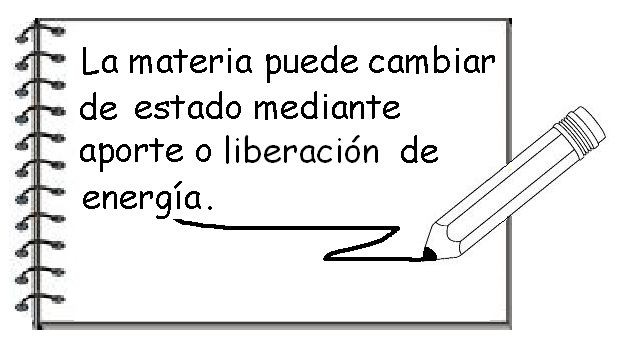 La materia puede cambiar
de estado mediante
aporte o liberación de
energía.